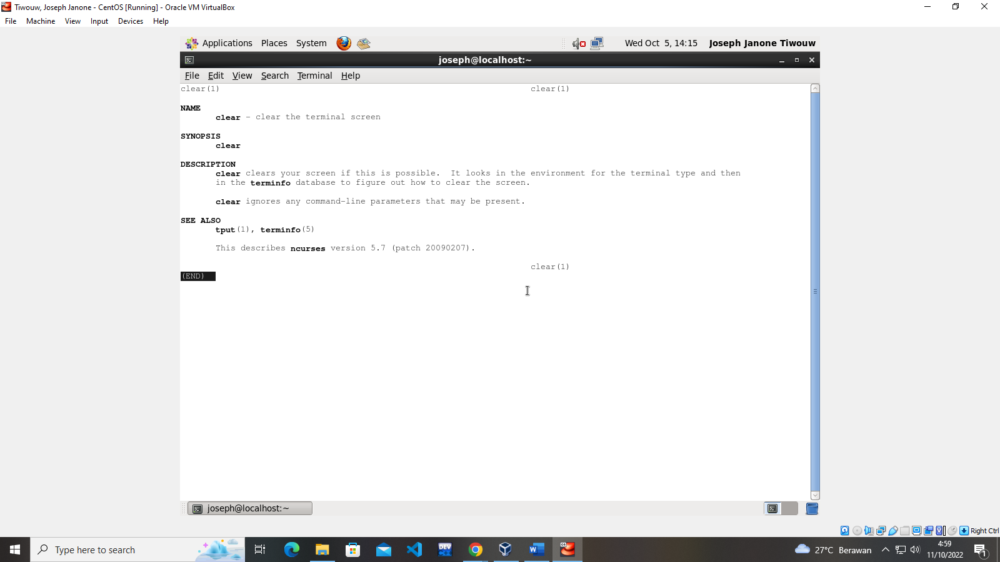 Tiwouw, Joseph Janone - CentOS [Running] - Oracle VM VirtualBox
File Machine View Input Devices Help
Applications Places System Wed Oct 5, 14:15 Joseph Janone Tiwouw
joseph@localhost:~
File Edit View Search Terminal Help
clear(1) clear(1)
NAME
clear - clear the terminal screen
SYNOPSIS
clear
DESCRIPTION
clear clears your screen if this is possible. It looks in the environment for the terminal type and then
in the terminfo database to figure out how to clear the screen.
clear ignores any command-line parameters that may be present.
SEE ALSO
tput(1), terminfo(5)
This describes ncurses version 5.7 (patch 20090207).
clear(1)
(END)
joseph@localhost:~
Right Ctrl
Type here to search
DEV
W
27°C Berawan
4:59
11/10/2022
1